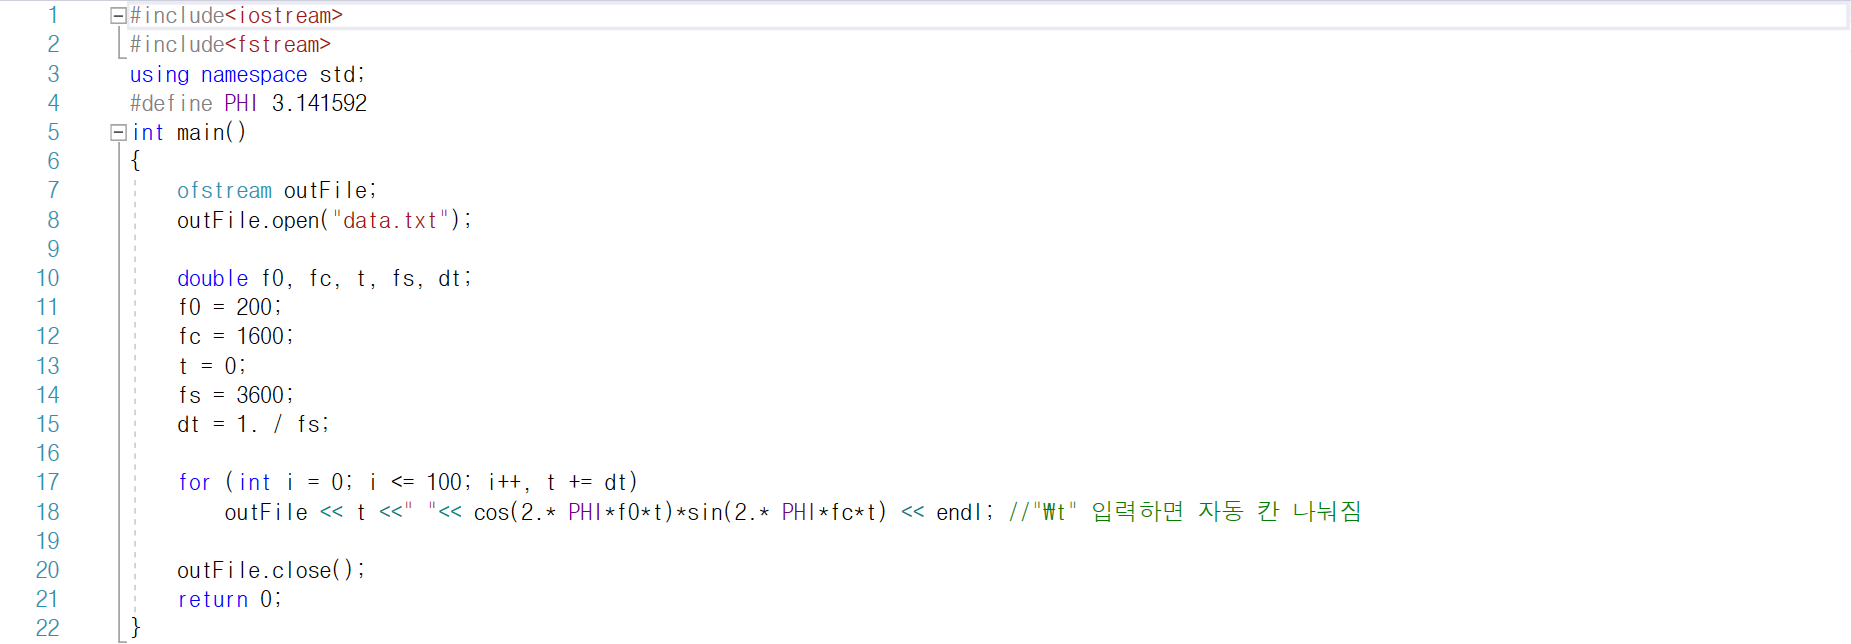 1 #include<iostream>
2 #include<fstream>
3 using namespace std;
4 #define PHI 3.141592
5 int main()
6 {
7 ofstream outFile;
8 outFile.open("data.txt");
9
10 double f0, fc, t, fs, dt;
11 f0 = 200;
12 fc = 1600;
13 t = 0;
14 fs = 3600;
15 dt = 1. / fs;
16
17 for (int i = 0; i <= 100; i++, t += dt)
18 outFile << t <<" "<< cos(2.* PHI*f0*t)*sin(2.* PHI*fc*t) << endl; //"₩t" 입력하면 자동 칸 나눠짐
19
20 outFile.close();
21 return 0;
22 }